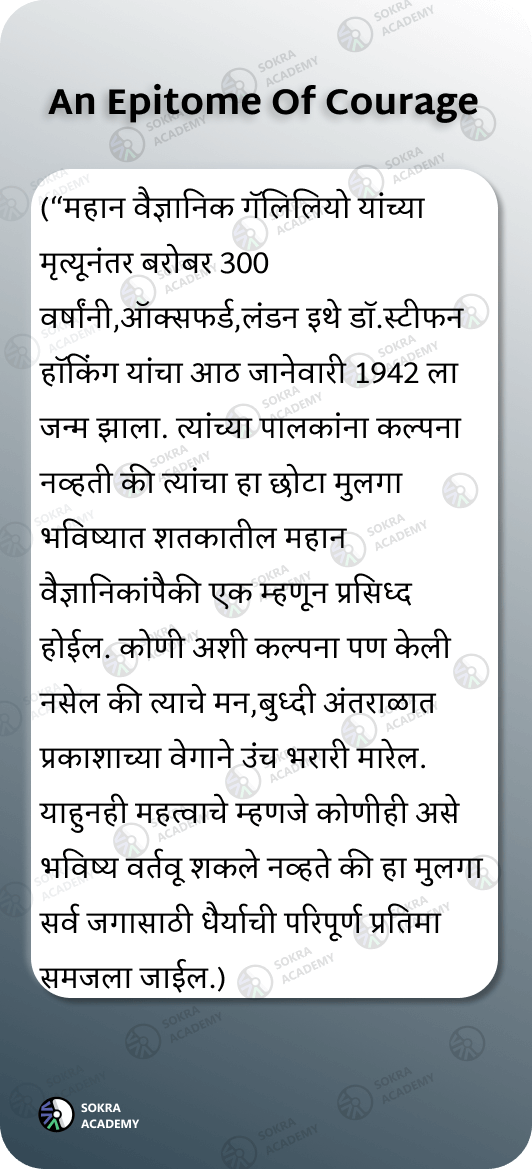 An Epitome Of Courage
(“महान वैज्ञानिक गॅलिलियो यांच्या
मृत्यूनंतर बरोबर 300
वर्षांनी,ऑक्सफर्ड,लंडन इथे डॉ.स्टीफन
हॉकिंग यांचा आठ जानेवारी 1942 ला
जन्म झाला. त्यांच्या पालकांना कल्पना
नव्हती की त्यांचा हा छोटा मुलगा
भविष्यात शतकातील महान
वैज्ञानिकांपैकी एक म्हणून प्रसिध्द
होईल. कोणी अशी कल्पना पण केली
नसेल की त्याचे मन,बुध्दी अंतराळात
प्रकाशाच्या वेगाने उंच भरारी मारेल.
याहुनही महत्वाचे म्हणजे कोणीही असे
भविष्य वर्तवू शकले नव्हते की हा मुलगा
सर्व जगासाठी धैर्याची परिपूर्ण प्रतिमा
समजला जाईल.)
SOKRA
ACADEMY